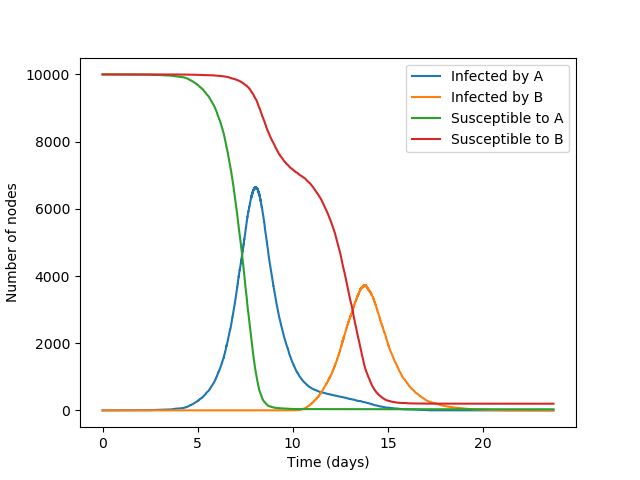 10000
8000
6000
4000
2000
0
Number of nodes
0 5 10 15 20
Time (days)
Infected by A
Infected by B
Susceptible to A
Susceptible to B